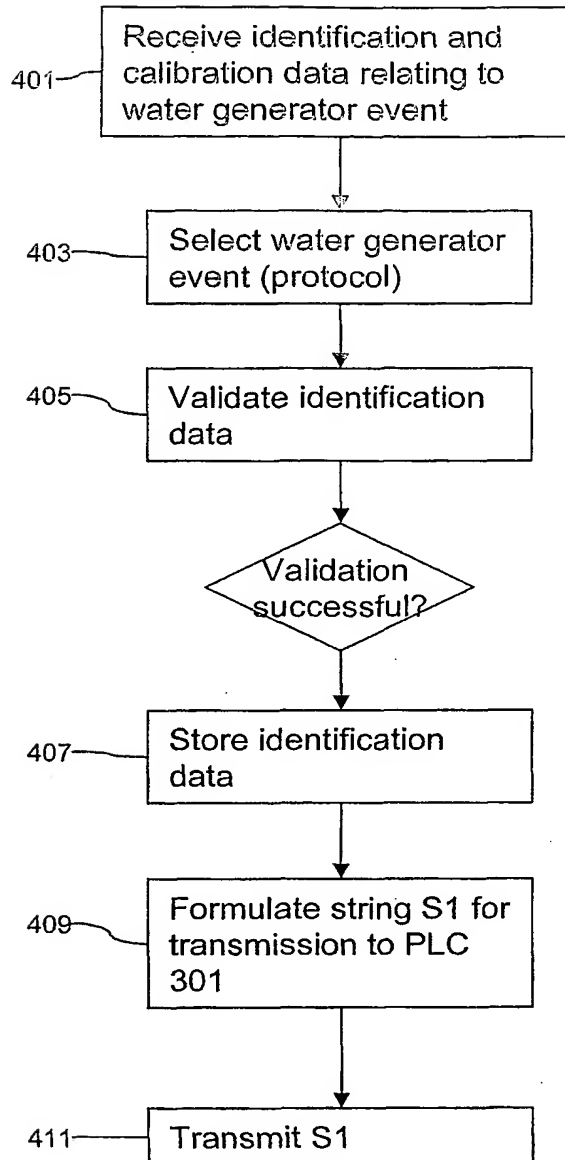 401
Receive identification and
calibration data relating to
water generator event
403
Select water generator
event (protocol)
405
Validate identification
data
Validation
successful?
407
Store identification
data
409
Formulate string S1 for
transmission to PLC
301
411
Transmit S1